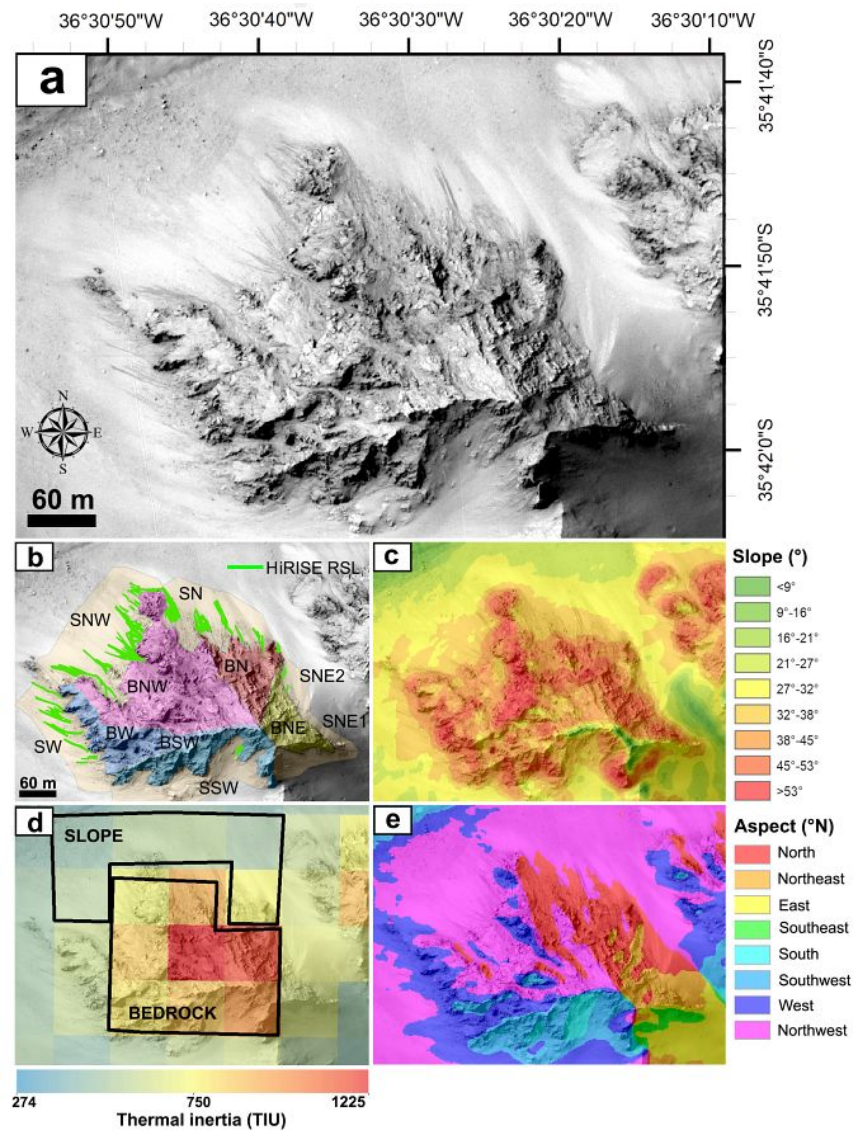 36°30'50"W 36°30'40"W 36°30'30"W 36°30'20"W 36°30'10"W
a
35°41'40"S
35°41'50"S
35°42'0"S
N
W E
S
60 m
b
HiRISE RSL
SN
SNW
BN
SNE2
BNW
SNE1
BNE
SW
BW
BSW
SSW
60 m
c
Slope (°)
<9°
9°-16°
16°-21°
21°-27°
27°-32°
32°-38°
38°-45°
45°-53°
>53°
d
SLOPE
BEDROCK
274 750 1225
Thermal inertia (TIU)
e
Aspect (°N)
North
Northeast
East
Southeast
South
Southwest
West
Northwest